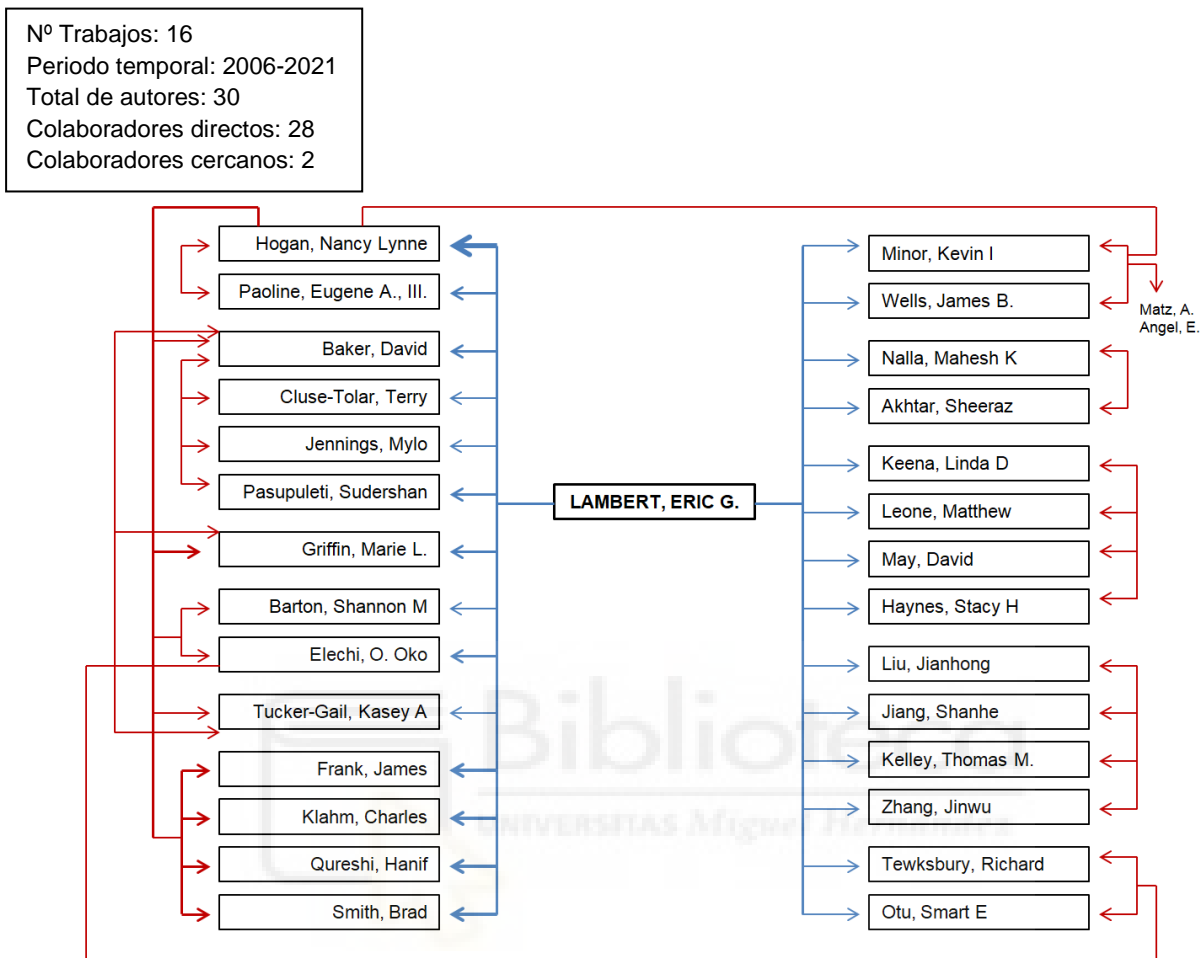 Nº Trabajos: 16
Periodo temporal: 2006-2021
Total de autores: 30
Colaboradores directos: 28
Colaboradores cercanos: 2
Hogan, Nancy Lynne
Paoline, Eugene A., III.
Baker, David
Cluse-Tolar, Terry
Jennings, Mylo
Pasupuleti, Sudershan
Griffin, Marie L.
Barton, Shannon M
Elechi, O. Oko
Tucker-Gail, Kasey A
Frank, James
Klahm, Charles
Qureshi, Hanif
Smith, Brad
LAMBERT, ERIC G.
Minor, Kevin I
Wells, James B.
Matz, A.
Angel, E.
Nalla, Mahesh K
Akhtar, Sheeraz
Keena, Linda D
Leone, Matthew
May, David
Haynes, Stacy H
Liu, Jianhong
Jiang, Shanhe
Kelley, Thomas M.
Zhang, Jinwu
Tewksbury, Richard
Otu, Smart E
Biblioteca
UNIVERSITAS Miguel Hernández